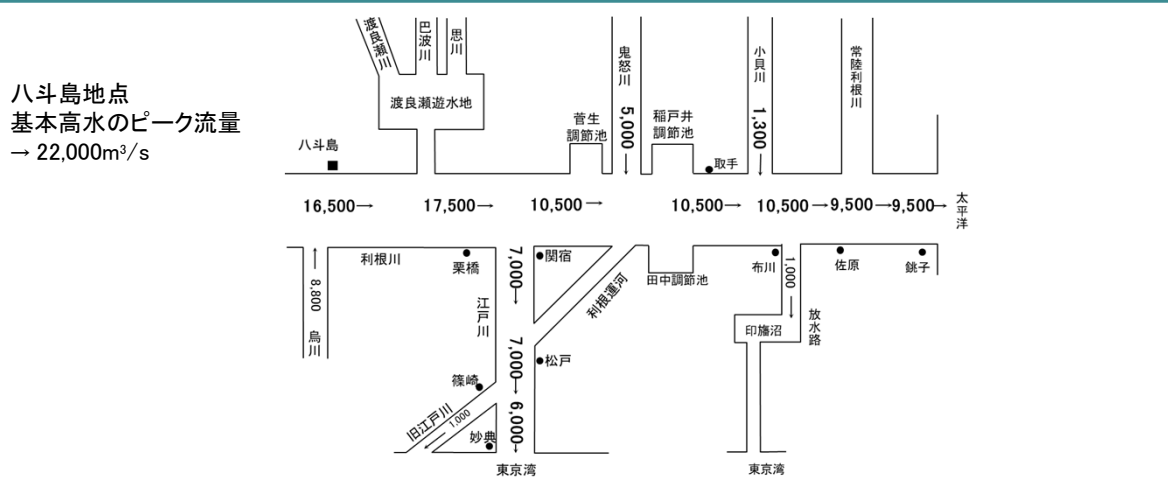 八斗島地点
基本高水のピーク流量
→ 22,000m³/s
渡良瀬川
巴波川
思川
渡良瀬遊水地
八斗島
菅生
調節池
鬼怒川
5,000→
稲戸井
調節池
取手
小貝川
1,300→
常陸利根川
16,500→
17,500→
10,500→
10,500→
10,500→
9,500→
9,500→
太平洋
8,800→
烏川
利根川
栗橋
7,000→
関宿
江戸川
利根運河
田中調節池
布川
1,000→
佐原
銚子
印旛沼
放水路
7,000→
松戸
篠崎
旧江戸川
1,000
←
6,000→
妙典
東京湾
東京湾